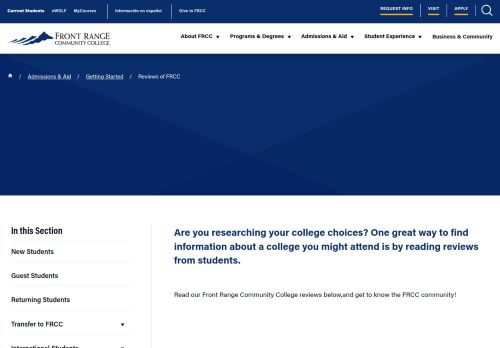 Current Students eWOLF MyCourses Información en español Give to FRCC REQUEST INFO VISIT APPLY
FRONT RANGE
COMMUNITY COLLEGE
About FRCC Programs & Degrees Admissions & Aid Student Experience Business & Community
/ Admissions & Aid / Getting Started / Reviews of FRCC
In this Section
New Students
Guest Students
Returning Students
Transfer to FRCC
International Students
Are you researching your college choices? One great way to find
information about a college you might attend is by reading reviews
from students.
Read our Front Range Community College reviews below,and get to know the FRCC community!